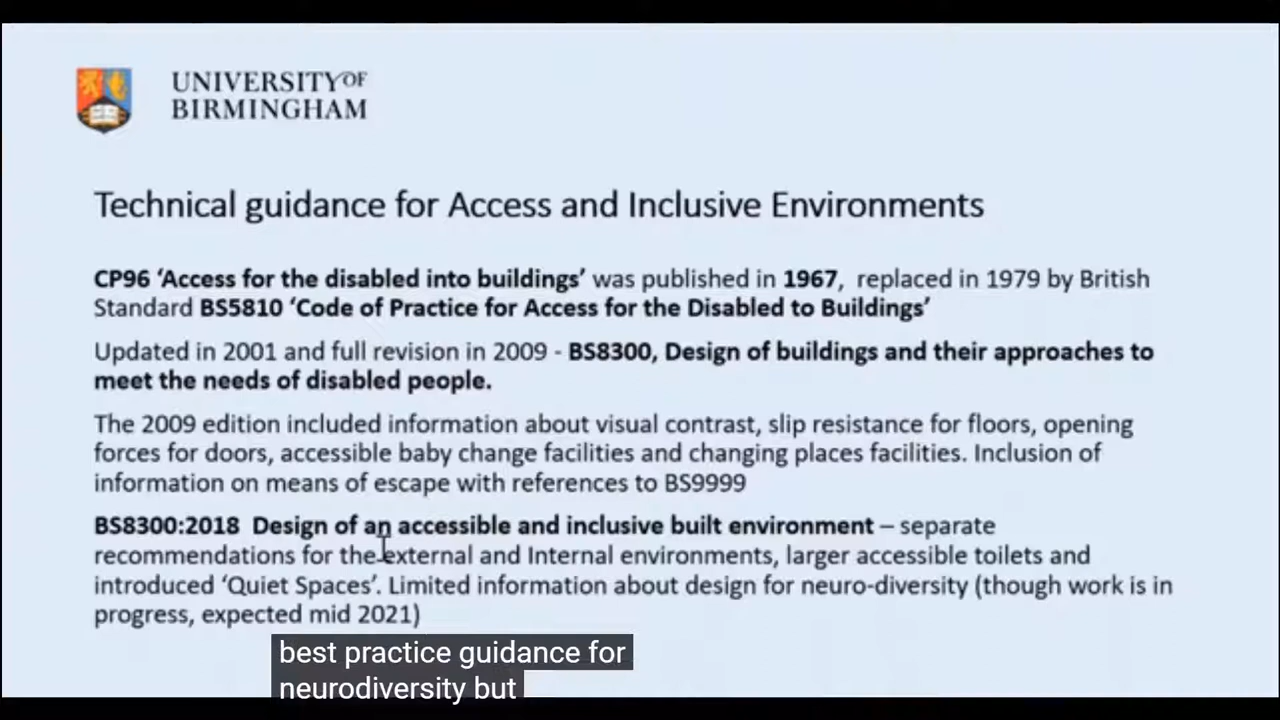 UNIVERSITY OF
BIRMINGHAM
Technical guidance for Access and Inclusive Environments
CP96 ‘Access for the disabled into buildings’ was published in 1967, replaced in 1979 by British
Standard BS5810 ‘Code of Practice for Access for the Disabled to Buildings’
Updated in 2001 and full revision in 2009 - BS8300, Design of buildings and their approaches to
meet the needs of disabled people.
The 2009 edition included information about visual contrast, slip resistance for floors, opening
forces for doors, accessible baby change facilities and changing places facilities. Inclusion of
information on means of escape with references to BS9999
BS8300:2018 Design of an accessible and inclusive built environment – separate
recommendations for the external and Internal environments, larger accessible toilets and
introduced ‘Quiet Spaces’. Limited information about design for neuro-diversity (though work is in
progress, expected mid 2021)
best practice guidance for
neurodiversity but